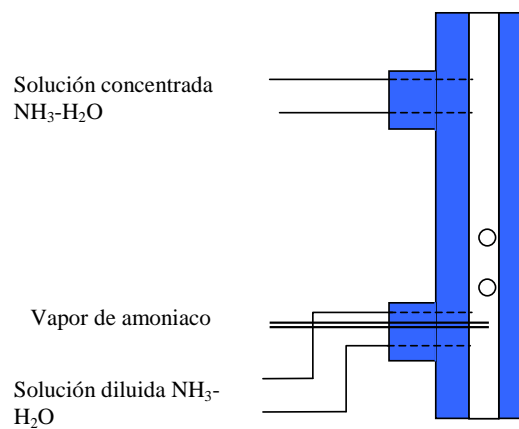 Solución concentrada
NH₃-H₂O
Vapor de amoniaco
Solución diluida NH₃-
H₂O